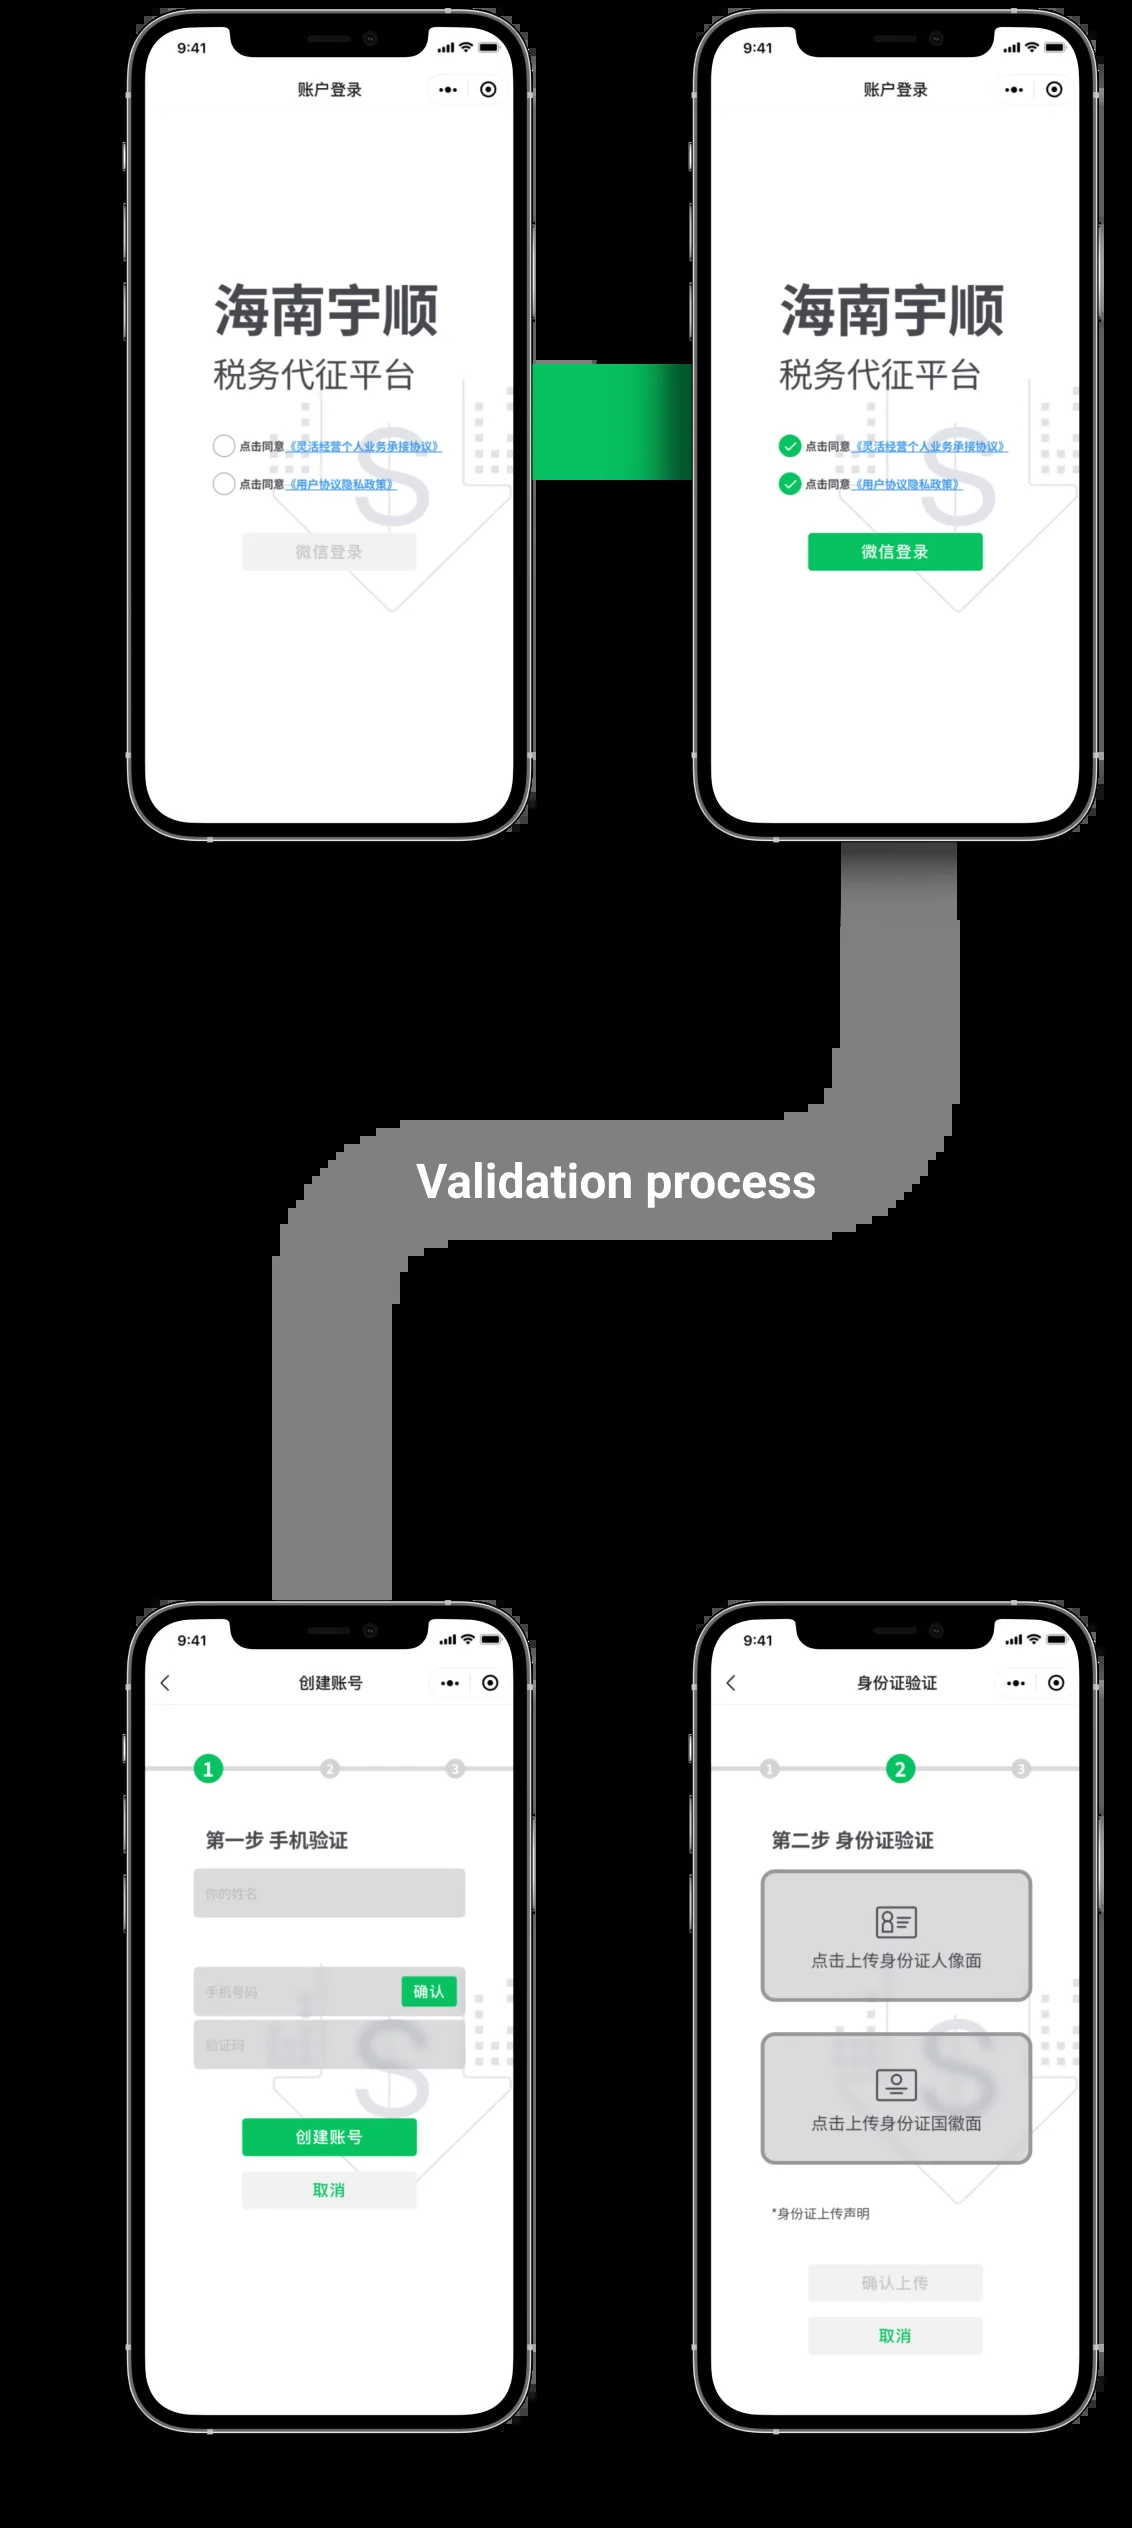 9:41
账户登录
海南宇顺
税务代征平台
点击同意《灵活经营个人业务承接协议》
点击同意《用户协议隐私政策》
微信登录
9:41
账户登录
海南宇顺
税务代征平台
点击同意《灵活经营个人业务承接协议》
点击同意《用户协议隐私政策》
微信登录
Validation process
9:41
创建账号
1 2 3
第一步 手机验证
你的姓名
手机号码 确认
验证码
创建账号
取消
9:41
身份证验证
1 2 3
第二步 身份证验证
点击上传身份证人像面
点击上传身份证国徽面
*身份证上传声明
确认上传
取消